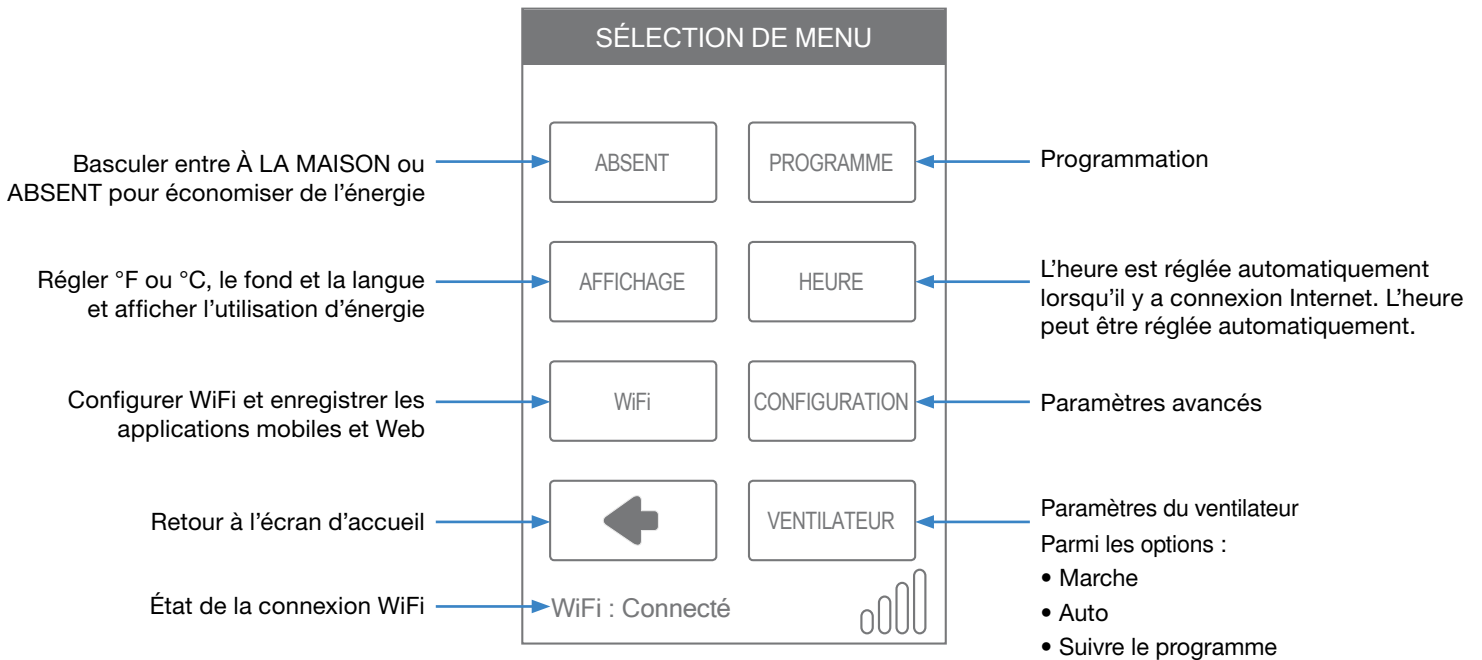 SÉLECTION DE MENU
Basculer entre À LA MAISON ou
ABSENT pour économiser de l'énergie
ABSENT
PROGRAMME
Programmation
Régler °F ou °C, le fond et la langue
et afficher l'utilisation d'énergie
AFFICHAGE
HEURE
L'heure est réglée automatiquement
lorsqu'il y a connexion Internet. L'heure
peut être réglée automatiquement.
Configurer WiFi et enregistrer les
applications mobiles et Web
WiFi
CONFIGURATION
Paramètres avancés
Retour à l'écran d'accueil
VENTILATEUR
Paramètres du ventilateur
Parmi les options :
• Marche
• Auto
• Suivre le programme
État de la connexion WiFi
WiFi : Connecté